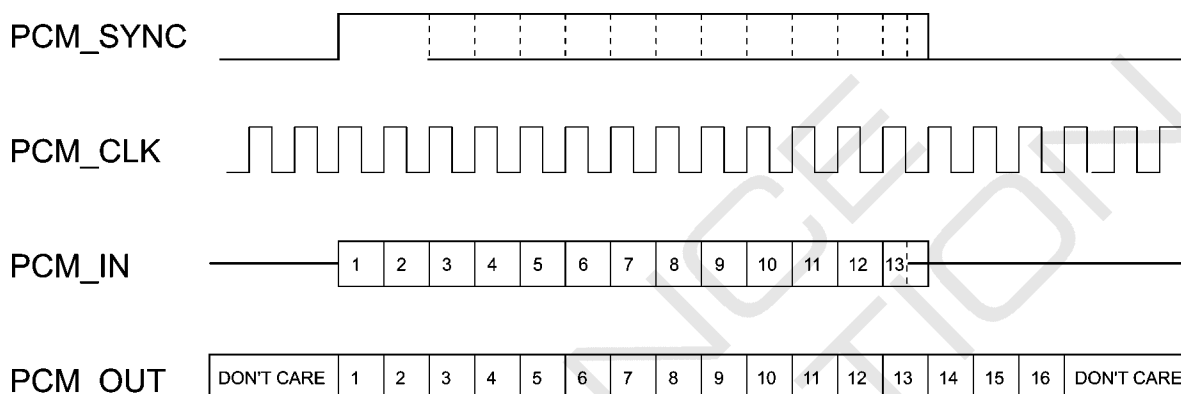 PCM_SYNC
PCM_CLK
PCM_IN
1 2 3 4 5 6 7 8 9 10 11 12 13
PCM_OUT
DON'T CARE 1 2 3 4 5 6 7 8 9 10 11 12 13 14 15 16 DON'T CARE